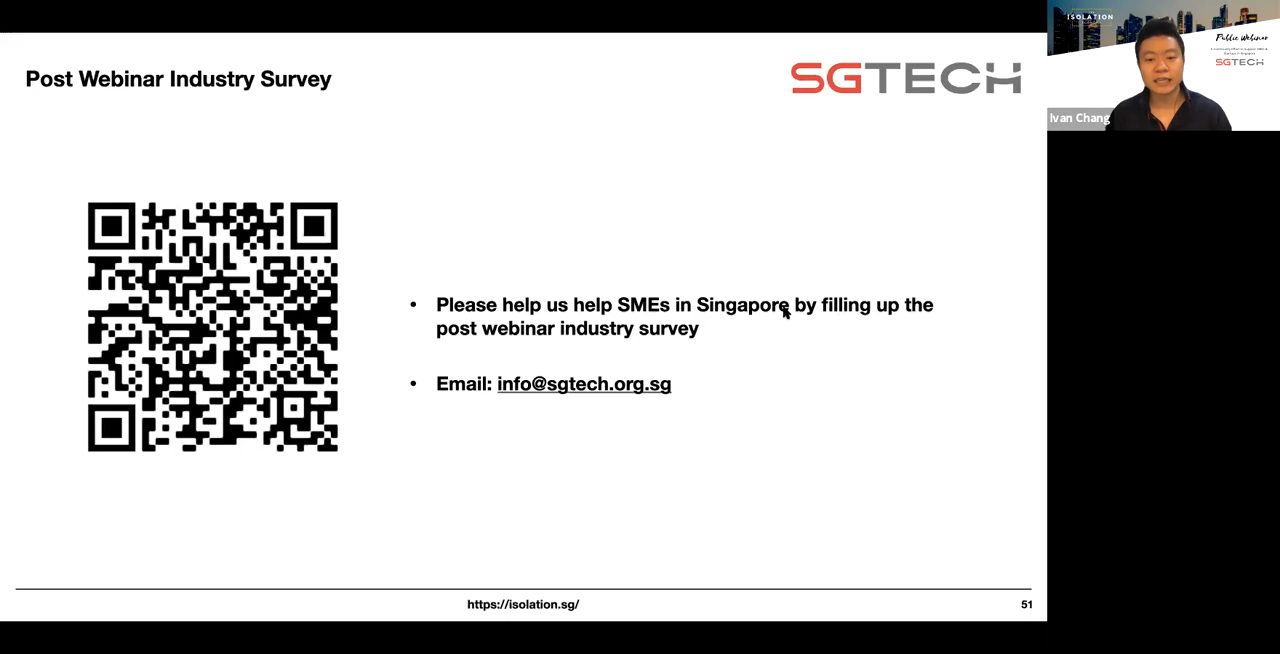 Post Webinar Industry Survey
SGTECH
• Please help us help SMEs in Singapore by filling up the
post webinar industry survey
• Email: info@sgtech.org.sg
https://isolation.sg/
51
ISOLATION
Public Webinar
SGTECH
Ivan Chang